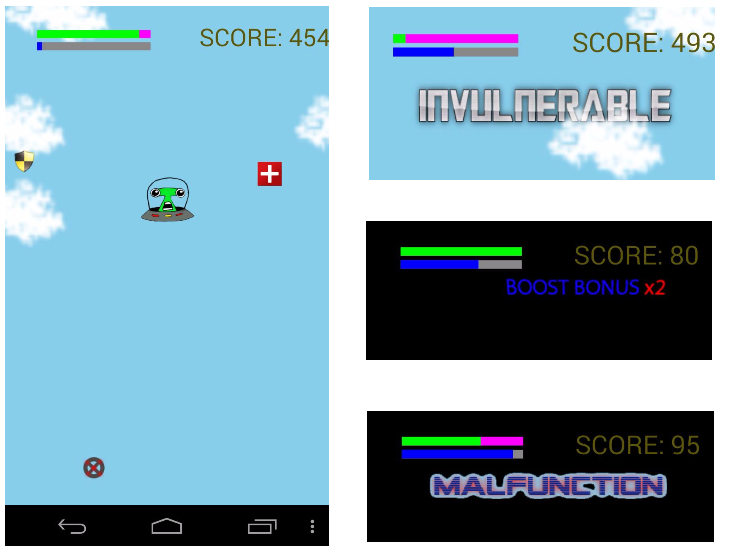 SCORE: 454
SCORE: 493
INVULNERABLE
SCORE: 80
BOOST BONUS x2
SCORE: 95
MALFUNCTION